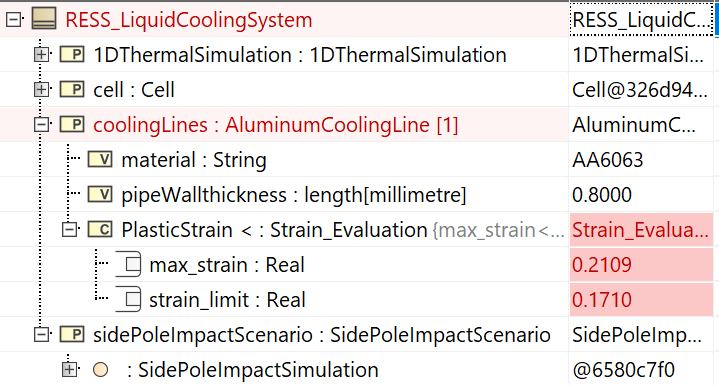 RESS_LiquidCoolingSystem RESS_LiquidC...
P 1DThermalSimulation : 1DThermalSimulation 1DThermalSi...
P cell : Cell Cell@326d94...
P coolingLines : AluminumCoolingLine [1] AluminumC...
V material : String AA6063
V pipeWallthickness : length[millimetre] 0.8000
C PlasticStrain < : Strain_Evaluation {max_strain<... Strain_Evalua...
max_strain : Real 0.2109
strain_limit : Real 0.1710
P sidePoleImpactScenario : SidePoleImpactScenario SidePoleImp...
: SidePoleImpactSimulation @6580c7f0